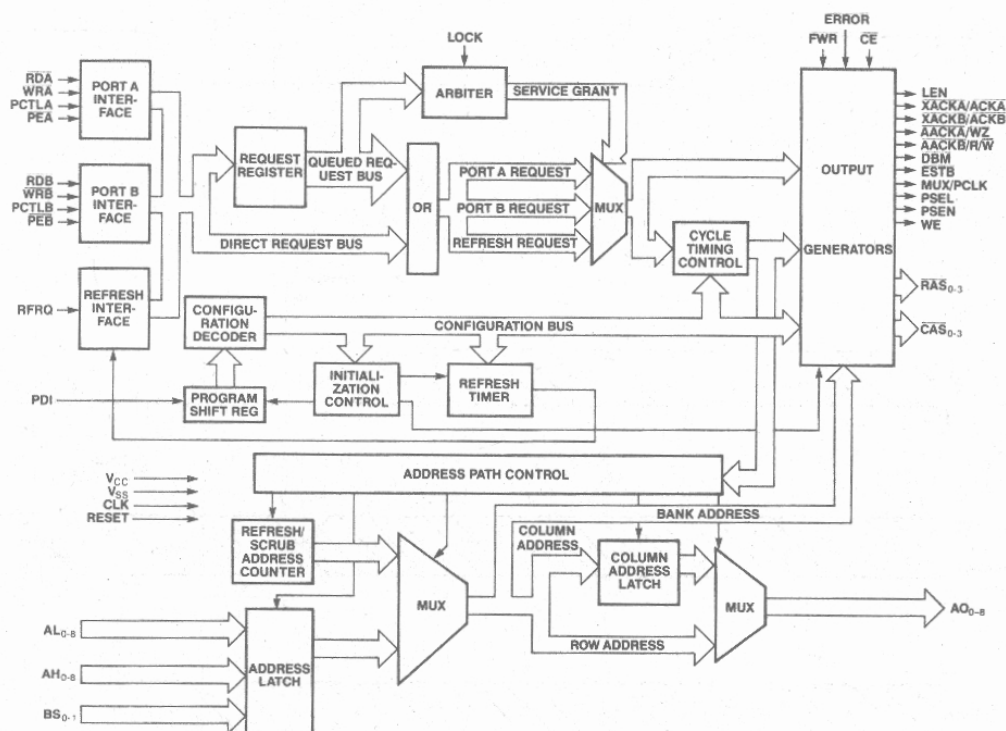 ERROR
FWR
CE
LOCK
RDA
WRA
PCTLA
PEA
PORT A
INTER-
FACE
ARBITER
SERVICE GRANT
LEN
XACKA/ACKA
XACKB/ACKB
AACKA/WZ
AACKB/R/W
DBM
ESTB
MUX/PCLK
PSEL
PSEN
WE
REQUEST
REGISTER
QUEUED REQ-
UEST BUS
PORT A REQUEST
RDB
WRB
PCTLB
PEB
PORT B
INTER-
FACE
OR
PORT B REQUEST
MUX
OUTPUT
GENERATORS
DIRECT REQUEST BUS
REFRESH REQUEST
CYCLE
TIMING
CONTROL
RFRQ
REFRESH
INTER-
FACE
CONFIGU-
RATION
DECODER
CONFIGURATION BUS
RAS0-3
CAS0-3
PDI
PROGRAM
SHIFT REG
INITIALI-
ZATION
CONTROL
REFRESH
TIMER
ADDRESS PATH CONTROL
VCC
VSS
CLK
RESET
BANK ADDRESS
REFRESH/
SCRUB
ADDRESS
COUNTER
COLUMN
ADDRESS
COLUMN
ADDRESS
LATCH
MUX
MUX
AO0-8
ROW ADDRESS
AL0-8
AH0-8
BS0-1
ADDRESS
LATCH